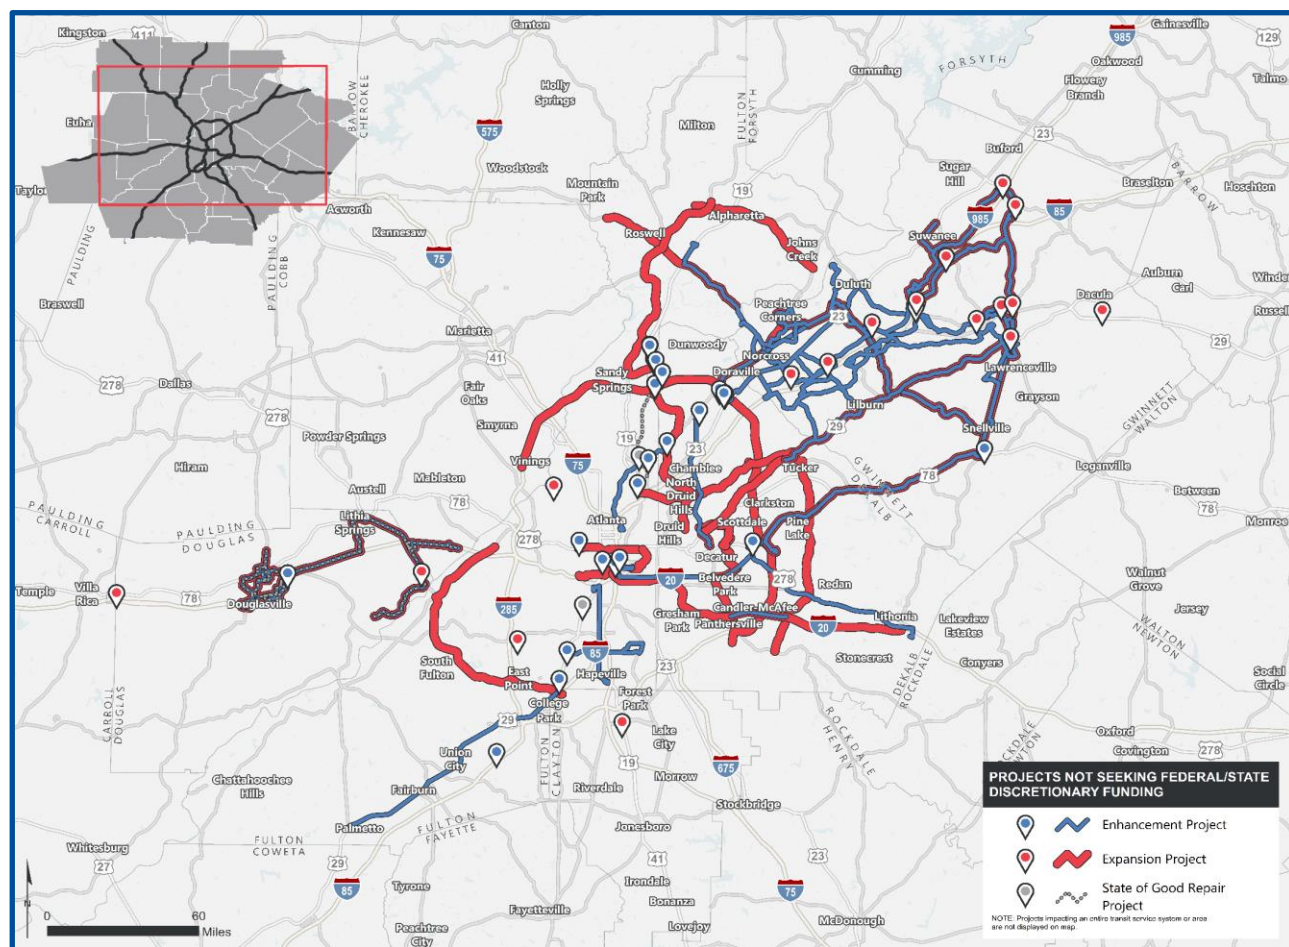 Kingston
411
Canton
Gainesville
985
Oakwood
129
Talmo
FORSYTH
Cumming
Flowery
Branch
Holly
Springs
BARTOW
CHEROKEE
Euha
575
Milton
FULTON
FORSYTH
23
Buford
Sugar
Hill
Braselton
BARROW
Hoschton
Woodstock
Mountain
Park
19
Taylo
Acworth
Alpharetta
985
85
Kennesaw
Roswell
Suwanee
Johns
Creek
PAULDING
PAULDING
COBB
75
Auburn
Carl
Winder
Duluth
Braswell
Peachtree
Corners
23
Dacula
Russell
Marietta
41
Dunwoody
Norcross
29
278
Dallas
Sandy
Springs
Doraville
Lawrenceville
Fair
Oaks
Lilburn
Grayson
278
Smyrna
29
Snellville
GWINNETT
WALTON
Powder Springs
19
23
Hiram
Vinings
75
Chamblee
Tucker
GWINNETT
DEKALB
78
Loganville
Mableton
North
Druid
Hills
Austell
78
Clarkston
Between
PAULDING
CARROLL
Lithia
Springs
Atlanta
Scottdale
Pine
Lake
Monroe
PAULDING
DOUGLAS
278
Druid
Hills
78
Decatur
Temple
Villa
Rica
78
Douglasville
20
Belvedere
Park
278
Redan
Walnut
Grove
285
Gresham
Park
Candler-McAfee
Panthersville
Lithonia
Jersey
20
Lakeview
Estates
WALTON
NEWTON
South
Fulton
East
Point
85
Hapeville
23
Stonecrest
DEKALB
ROCKDALE
Conyers
Social
Circle
CARROLL
DOUGLAS
College
Park
Forest
Park
29
Lake
City
ROCKDALE
HENRY
Oxford
Union
City
FULTON
CLAYTON
675
ROCKDALE
NEWTON
Covington
278
Chattahoochee
Hills
19
Morrow
Fairburn
Riverdale
Stockbridge
Palmetto
FULTON
FAYETTE
Jonesboro
FULTON
COWETA
Whitesburg
27
29
41
23
85
Tyrone
Irondale
75
Bonanza
Fayetteville
McDonough
Peachtree
City
Lovejoy
0
60
Miles
PROJECTS NOT SEEKING FEDERAL/STATE
DISCRETIONARY FUNDING
Enhancement Project
Expansion Project
State of Good Repair
Project
NOTE: Projects impacting an entire transit service system or area
are not displayed on map.